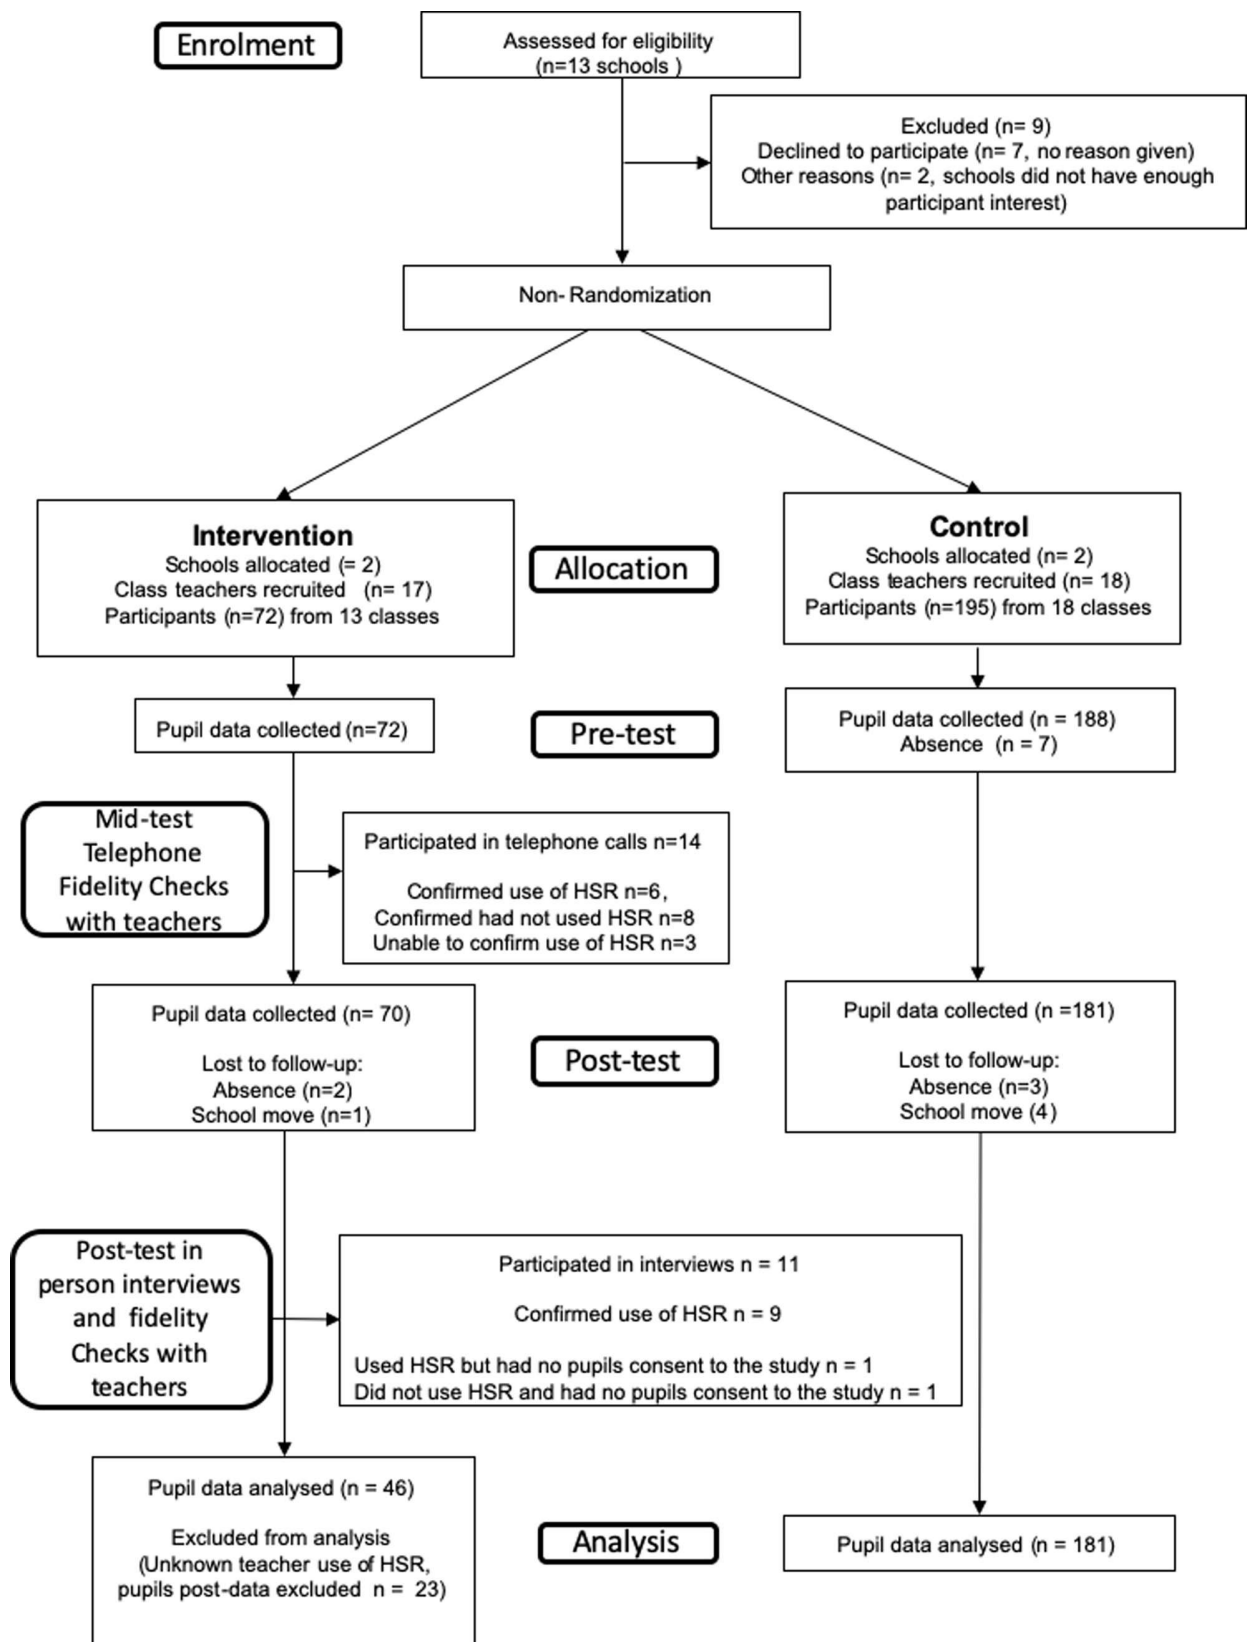 Enrolment
Assessed for eligibility
(n=13 schools )
Excluded (n= 9)
Declined to participate (n= 7, no reason given)
Other reasons (n= 2, schools did not have enough
participant interest)
Non- Randomization
Intervention
Schools allocated (= 2)
Class teachers recruited (n= 17)
Participants (n=72) from 13 classes
Allocation
Control
Schools allocated (n= 2)
Class teachers recruited (n= 18)
Participants (n=195) from 18 classes
Pupil data collected (n=72)
Pre-test
Pupil data collected (n = 188)
Absence (n = 7)
Mid-test
Telephone
Fidelity Checks
with teachers
Participated in telephone calls n=14
Confirmed use of HSR n=6,
Confirmed had not used HSR n=8
Unable to confirm use of HSR n=3
Pupil data collected (n= 70)
Lost to follow-up:
Absence (n=2)
School move (n=1)
Post-test
Pupil data collected (n =181)
Lost to follow-up:
Absence (n=3)
School move (4)
Post-test in
person interviews
and fidelity
Checks with
teachers
Participated in interviews n = 11
Confirmed use of HSR n = 9
Used HSR but had no pupils consent to the study n = 1
Did not use HSR and had no pupils consent to the study n = 1
Pupil data analysed (n = 46)
Excluded from analysis
(Unknown teacher use of HSR,
pupils post-data excluded n = 23)
Analysis
Pupil data analysed (n = 181)